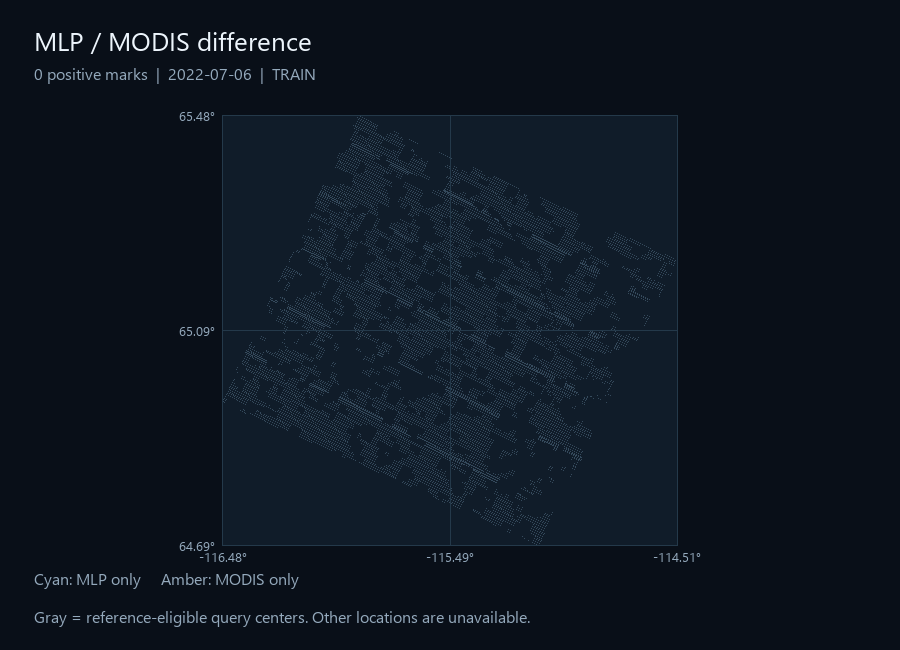 MLP / MODIS difference
0 positive marks | 2022-07-06 | TRAIN
65.48°
65.09°
64.69°
-116.48°
-115.49°
-114.51°
Cyan: MLP only
Amber: MODIS only
Gray = reference-eligible query centers. Other locations are unavailable.